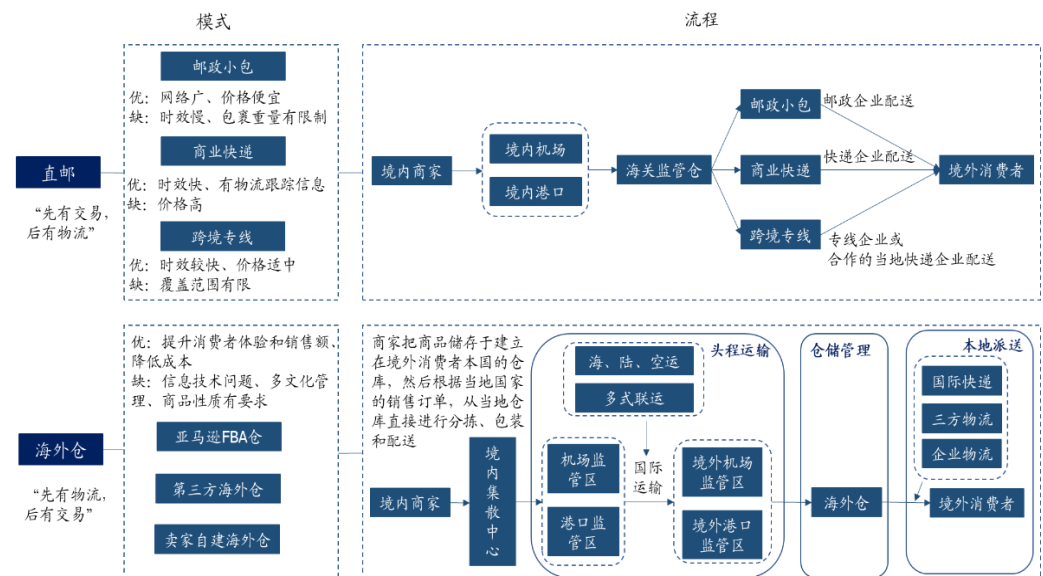 模式
流程
直邮
“先有交易，
后有物流”
邮政小包
优：网络广、价格便宜
缺：时效慢、包裹重量有限制
商业快递
优：时效快、有物流跟踪信息
缺：价格高
跨境专线
优：时效较快、价格适中
缺：覆盖范围有限
境内商家
境内机场
境内港口
海关监管仓
邮政小包
邮政企业配送
商业快递
快递企业配送
跨境专线
专线企业或
合作的当地快递企业配送
境外消费者
海外仓
“先有物流，
后有交易”
优：提升消费者体验和销售额、
降低成本
缺：信息技术问题、多文化管
理、商品性质有要求
亚马逊FBA仓
第三方海外仓
卖家自建海外仓
商家把商品储存于建立
在境外消费者本国的仓
库，然后根据当地国家
的销售订单，从当地仓
库直接进行分拣、包装
和配送
境内商家
境内集散中心
头程运输
海、陆、空运
多式联运
机场监
管区
港口监
管区
国际
运输
境外机场
监管区
境外港口
监管区
仓储管理
海外仓
本地派送
国际快递
三方物流
企业物流
境外消费者